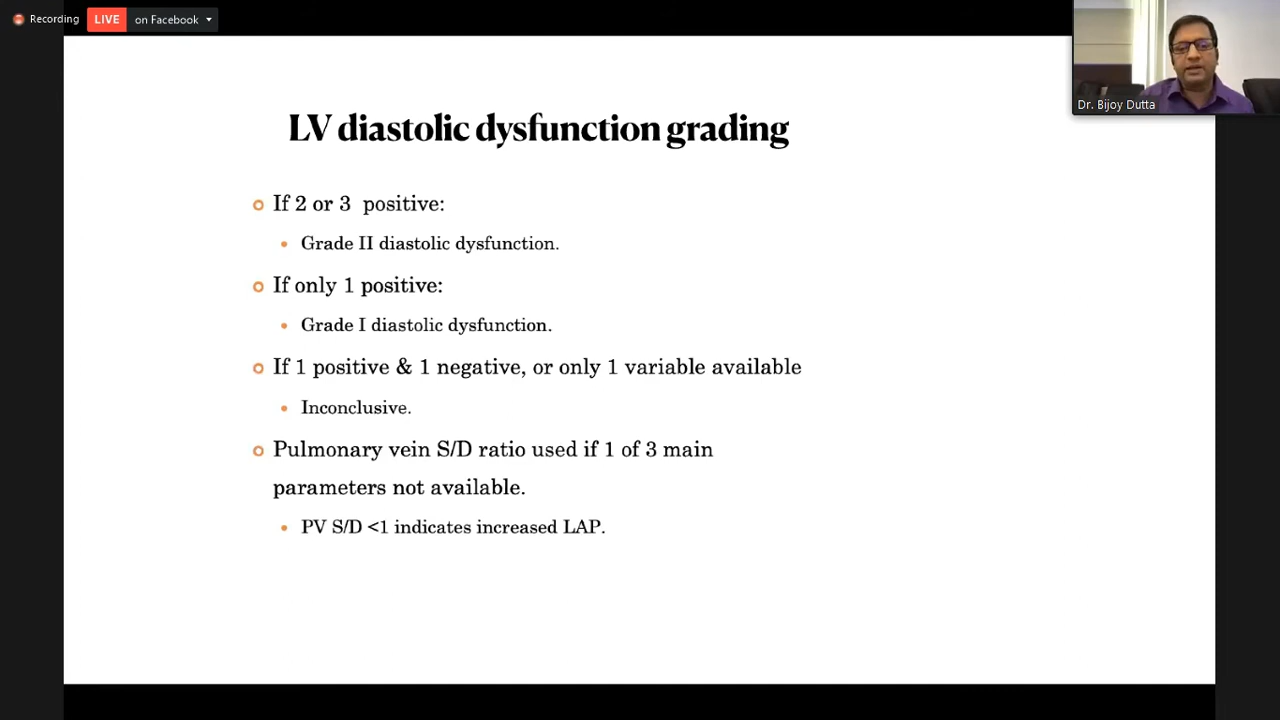 Recording
LIVE on Facebook
Dr. Bijoy Dutta
LV diastolic dysfunction grading
If 2 or 3 positive:
Grade II diastolic dysfunction.
If only 1 positive:
Grade I diastolic dysfunction.
If 1 positive & 1 negative, or only 1 variable available
Inconclusive.
Pulmonary vein S/D ratio used if 1 of 3 main
parameters not available.
PV S/D <1 indicates increased LAP.